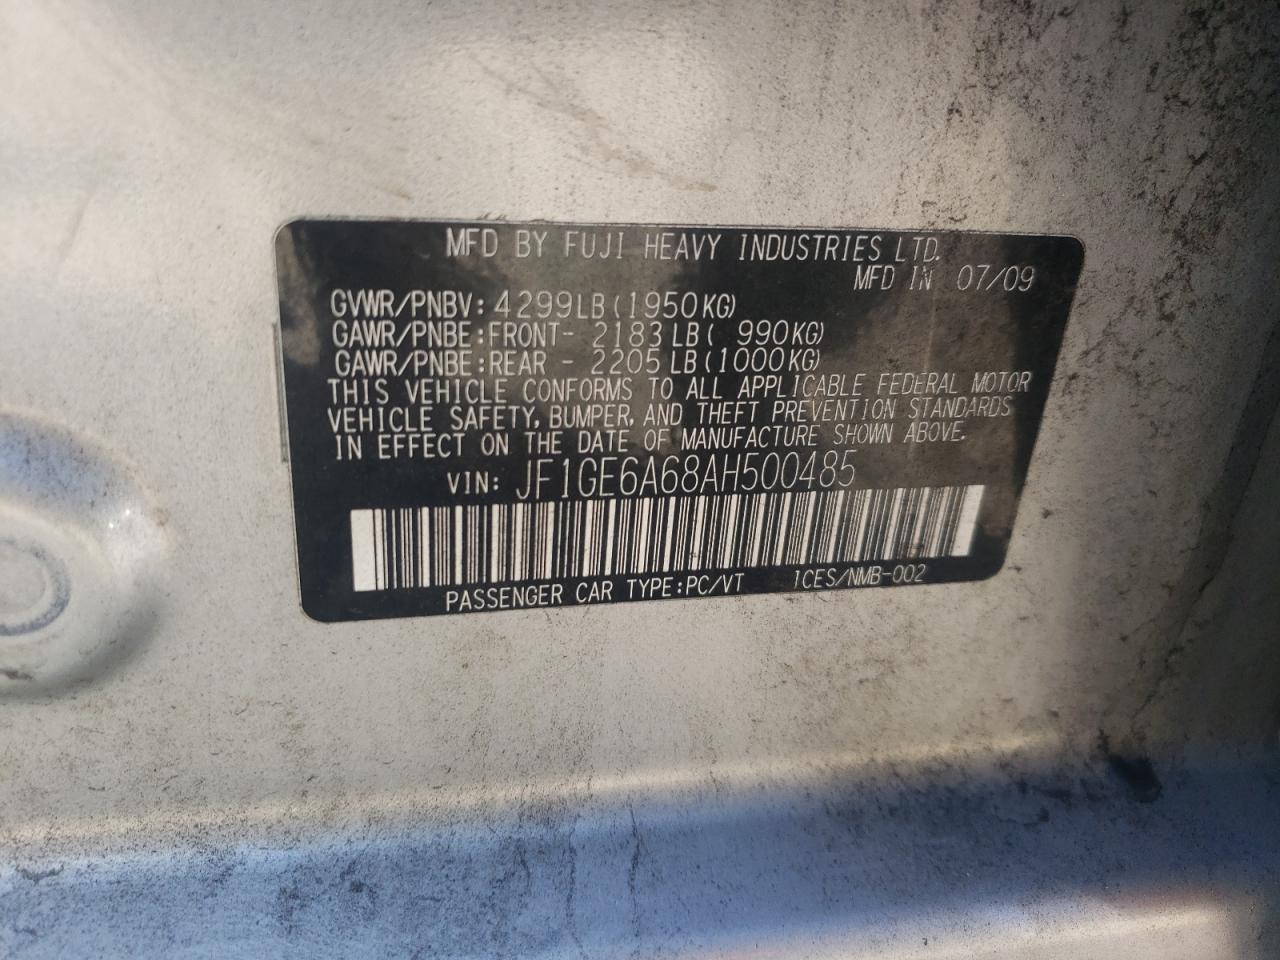 MFD BY FUJI HEAVY INDUSTRIES LTD.
MFD IN 07/09
GVWR/PNBV: 4299LB(1950KG)
GAWR/PNBE:FRONT- 2183LB( 990KG)
GAWR/PNBE:REAR - 2205LB(1000KG)
THIS VEHICLE CONFORMS TO ALL APPLICABLE FEDERAL MOTOR
VEHICLE SAFETY, BUMPER, AND THEFT PREVENTION STANDARDS
IN EFFECT ON THE DATE OF MANUFACTURE SHOWN ABOVE.
VIN: JF1GE6A68AH500485
PASSENGER CAR TYPE:PC/VT 1CES/NMB-002